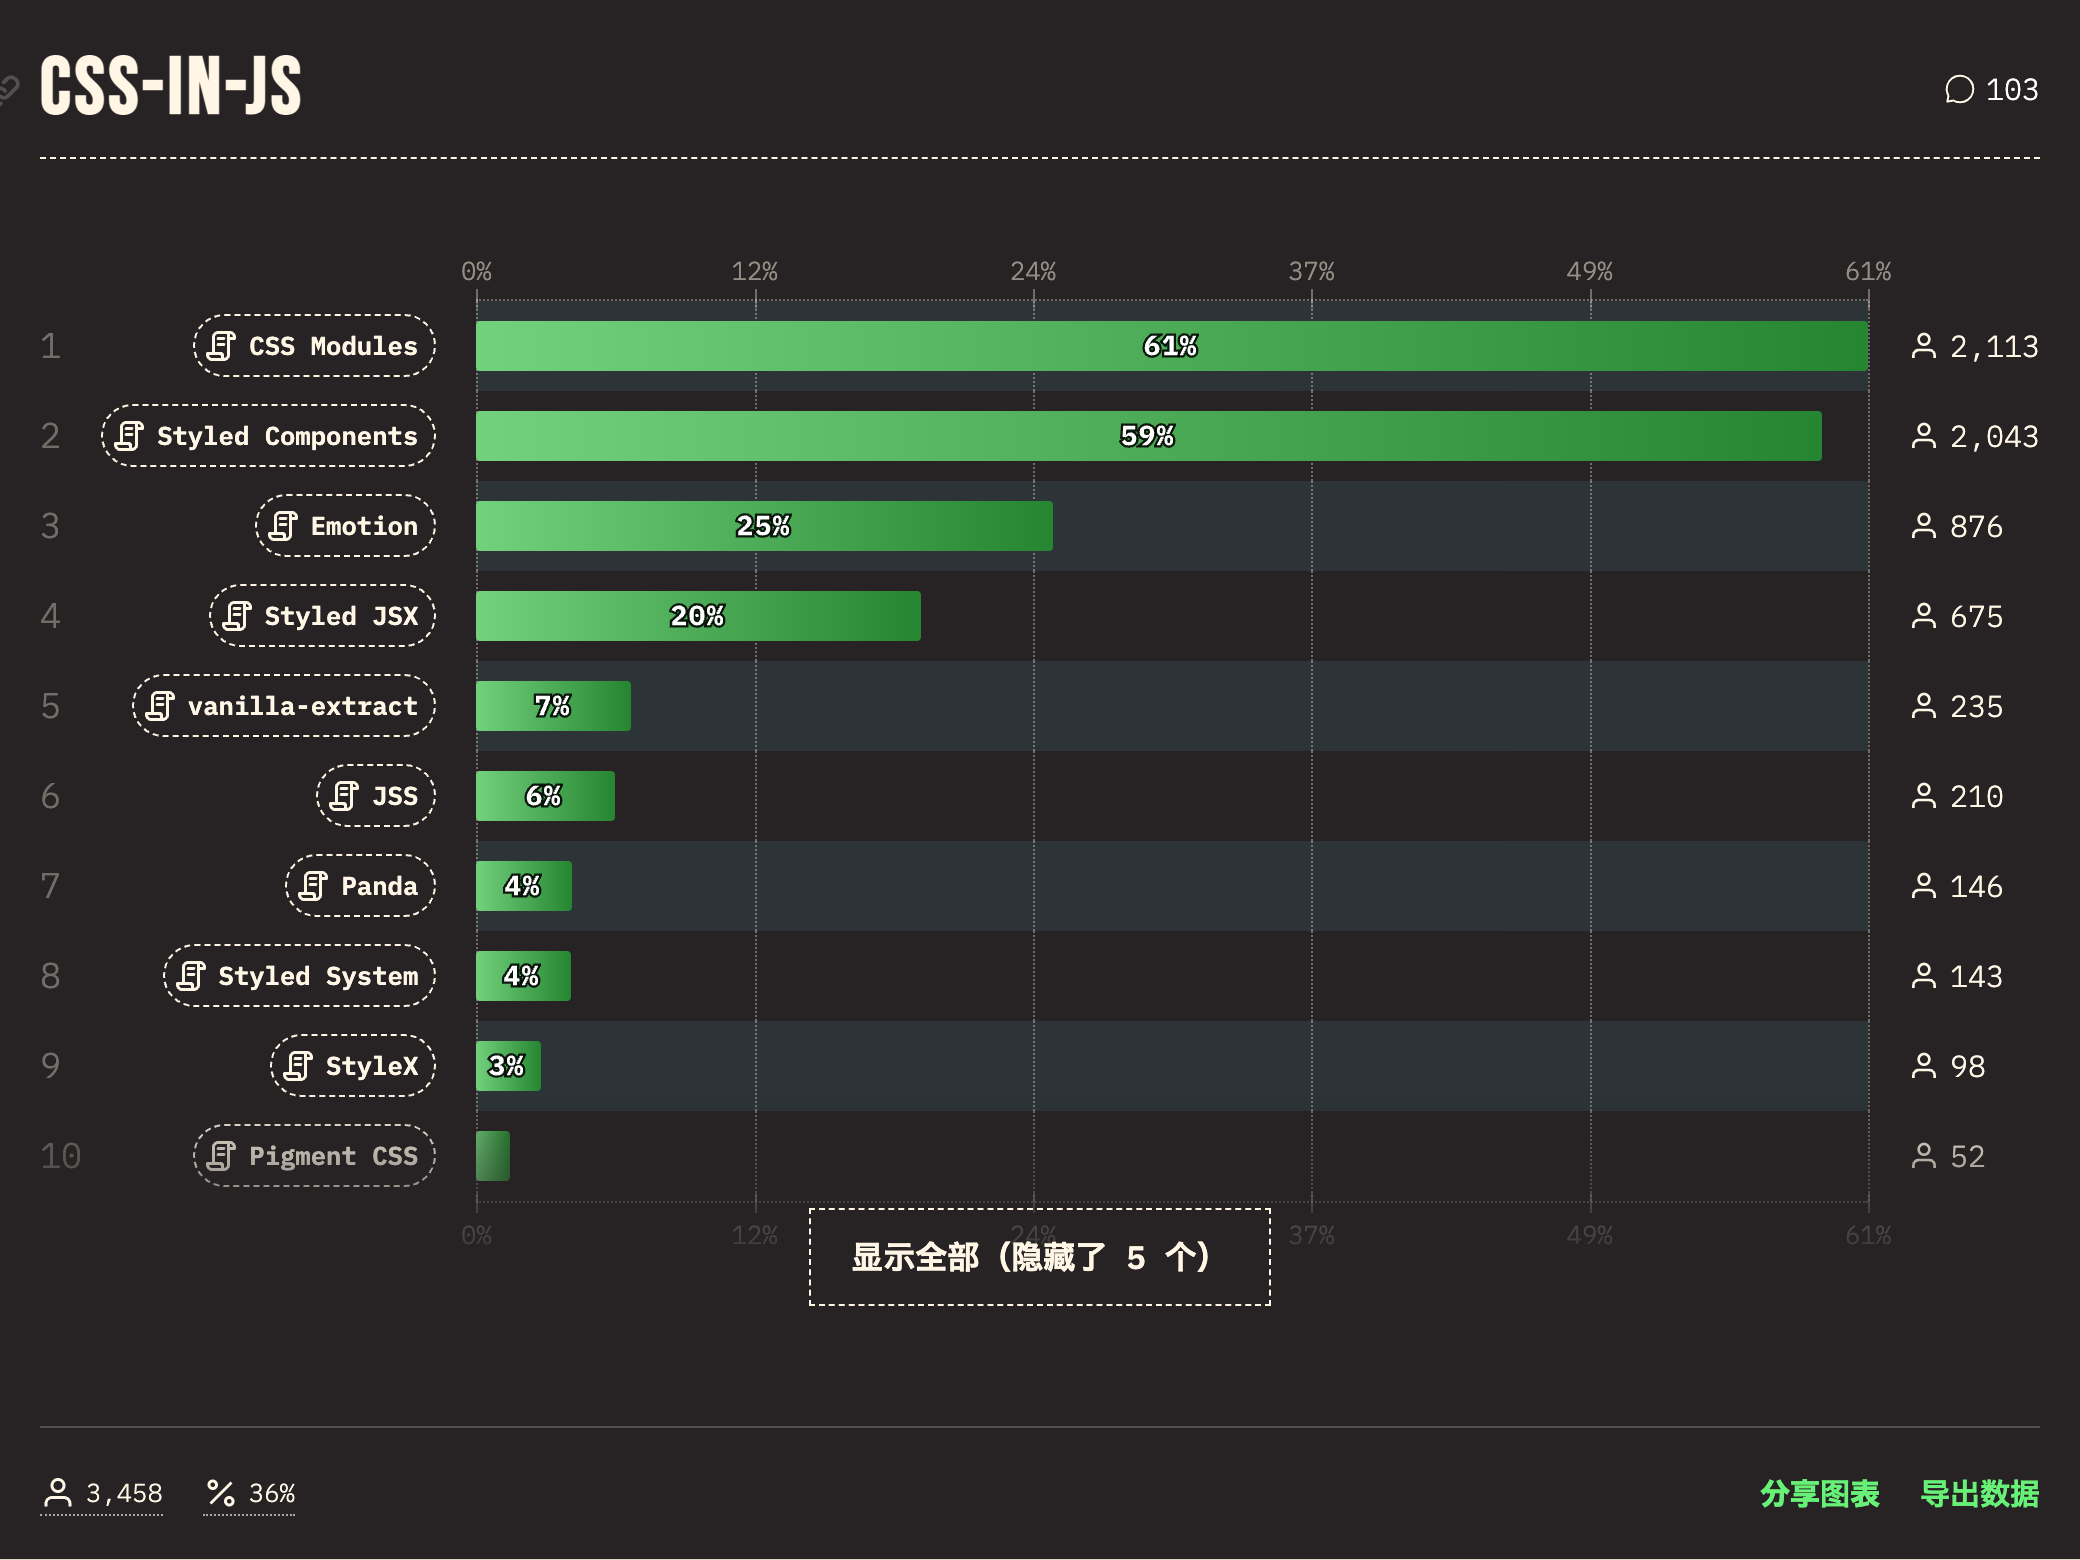 CSS-IN-JS
103
0% 12% 24% 37% 49% 61%
1 CSS Modules 61% 2,113
2 Styled Components 59% 2,043
3 Emotion 25% 876
4 Styled JSX 20% 675
5 vanilla-extract 7% 235
6 JSS 6% 210
7 Panda 4% 146
8 Styled System 4% 143
9 StyleX 3% 98
10 Pigment CSS 52
0% 12% 24% 37% 49% 61%
显示全部（隐藏了 5 个）
3,458 36% 分享图表 导出数据